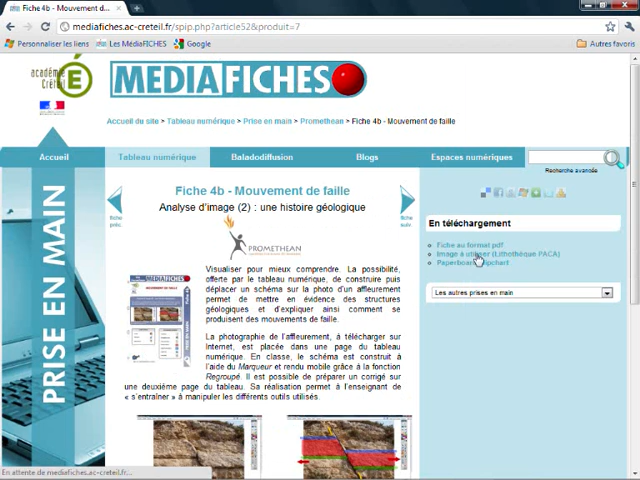 Fiche 4b - Mouvement d...
mediafiches.ac-creteil.fr/spip.php?article52&produit=7
Personnaliser les liens Les MédiaFICHES Google Autres favoris
académie
Créteil
MEDIAFICHES
Accueil du site > Tableau numérique > Prise en main > Promethean > Fiche 4b - Mouvement de faille
Accueil Tableau numérique Baladodiffusion Blogs Espaces numériques
Recherche avancée
PRISE EN MAIN
fiche préc.
fiche suiv.
Fiche 4b - Mouvement de faille
Analyse d'image (2) : une histoire géologique
PROMETHEAN
Visualiser pour mieux comprendre. La possibilité,
offerte par le tableau numérique, de construire puis
déplacer un schéma sur la photo d'un affleurement
permet de mettre en évidence des structures
géologiques et d'expliquer ainsi comment se
produisent des mouvements de faille.
La photographie de l'affleurement, à télécharger sur
Internet, est placée dans une page du tableau
numérique. En classe, le schéma est construit à
l'aide du Marqueur et rendu mobile grâce à la fonction
Regroupé. Il est possible de préparer un corrigé sur
une deuxième page du tableau. Sa réalisation permet à l'enseignant de
« s'entraîner » à manipuler les différents outils utilisés.
En téléchargement
Fiche au format pdf
Image à utiliser (Lithothèque PACA)
Les autres prises en main
En attente de mediafiches.ac-creteil.fr...